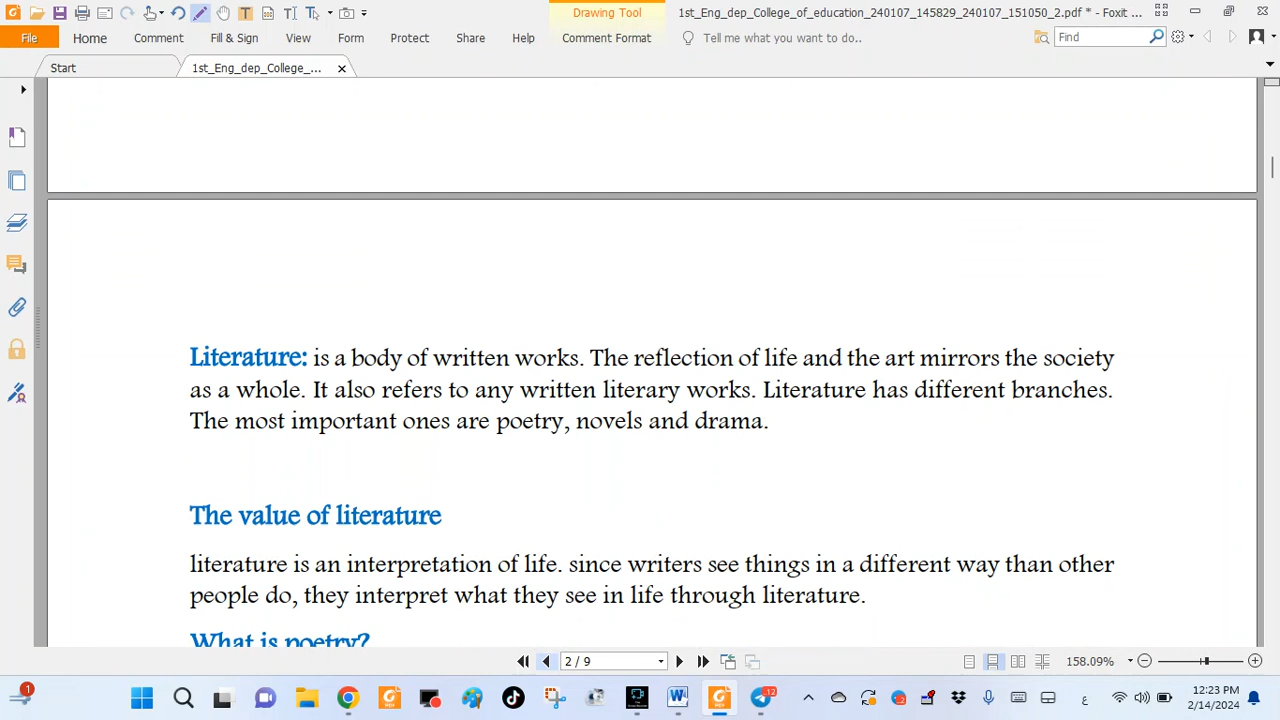 Drawing Tool
1st_Eng_dep_College_of_education_240107_145829_240107_151050_2.pdf * - Foxit ...
File Home Comment Fill & Sign View Form Protect Share Help Comment Format Tell me what you want to do.. Find
Start 1st_Eng_dep_College_...
Literature: is a body of written works. The reflection of life and the art mirrors the society
as a whole. It also refers to any written literary works. Literature has different branches.
The most important ones are poetry, novels and drama.
The value of literature
literature is an interpretation of life. since writers see things in a different way than other
people do, they interpret what they see in life through literature.
What is poetry?
2 / 9 158.09%
1 12 ع 12:23 PM
2/14/2024